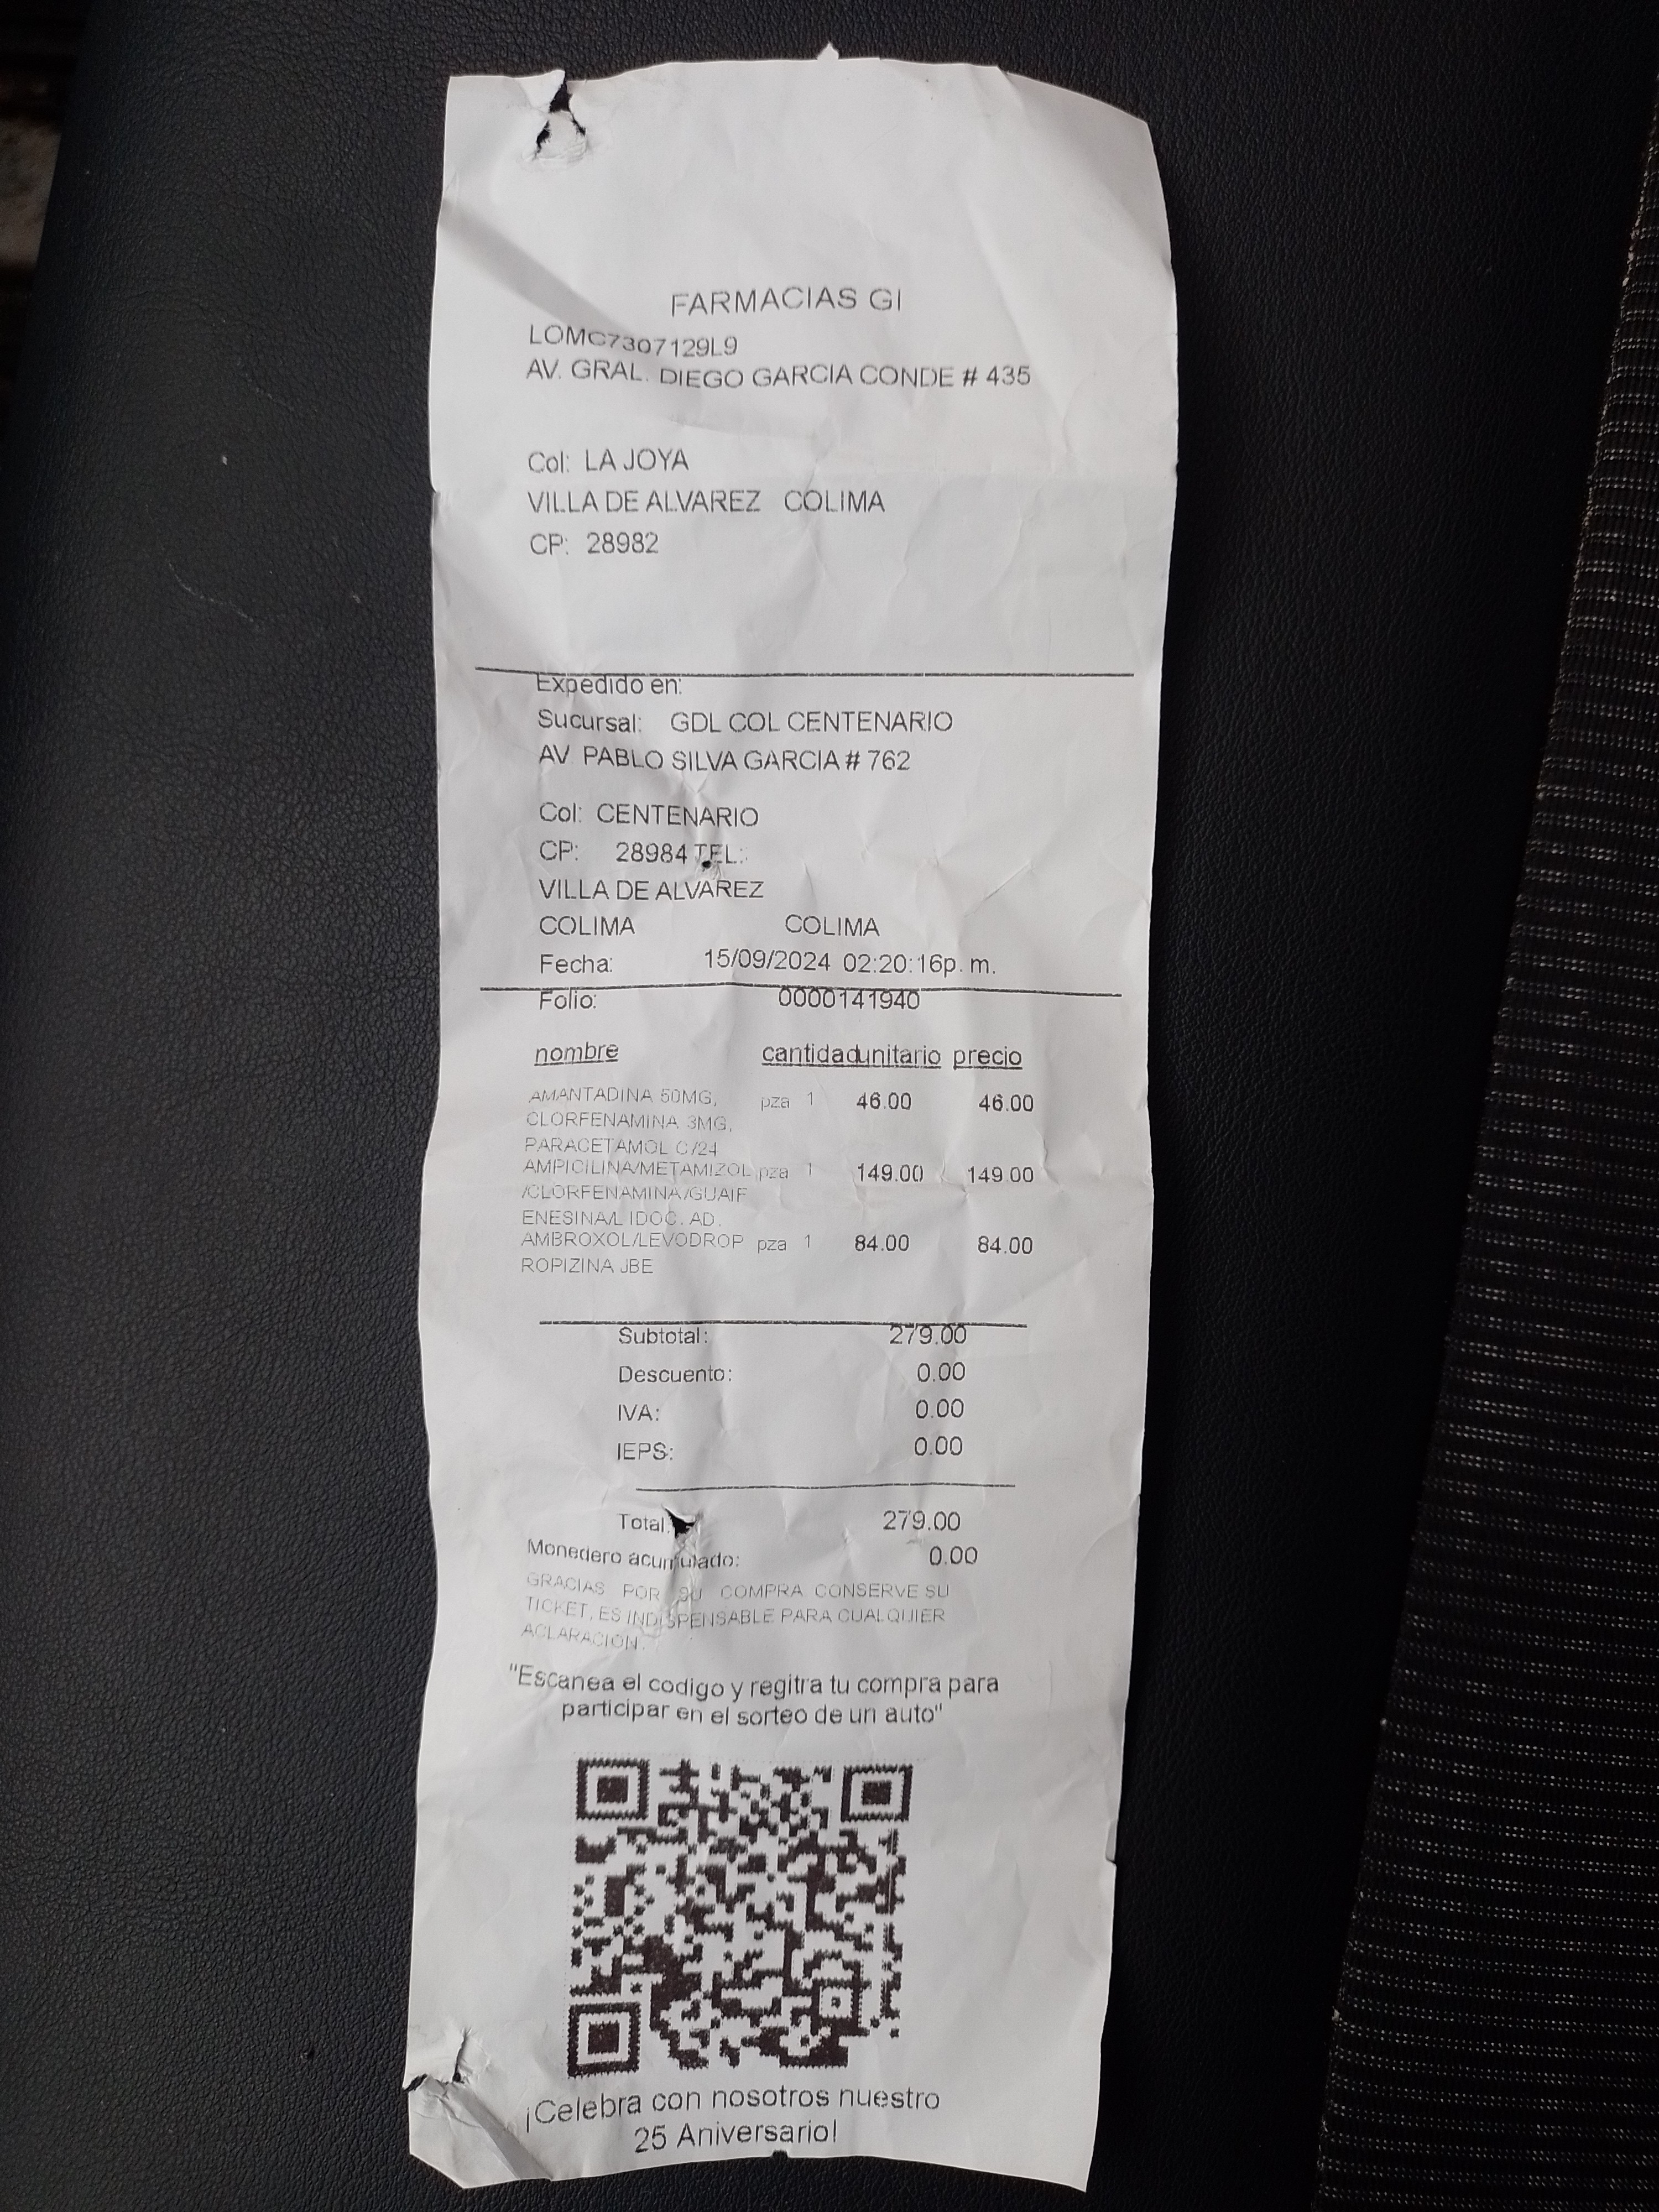 FARMACIAS GI
LOMC7307129L9
AV. GRAL. DIEGO GARCIA CONDE # 435
Col: LA JOYA
VILLA DE ALVAREZ COLIMA
CP: 28982
Expedido en:
Sucursal: GDL COL CENTENARIO
AV PABLO SILVA GARCIA # 762
Col: CENTENARIO
CP: 28984 TEL:
VILLA DE ALVAREZ
COLIMA COLIMA
Fecha: 15/09/2024 02:20:16p. m.
Folio: 0000141940
nombre cantidadunitario precio
AMANTADINA 50MG, pza 1 46.00 46.00
CLORFENAMINA 3MG,
PARACETAMOL C/24
AMPICILINA/METAMIZOL pza 1 149.00 149.00
/CLORFENAMINA/GUAIF
ENESINA/LIDOC. AD.
AMBROXOL/LEVODROP pza 1 84.00 84.00
ROPIZINA JBE
Subtotal: 279.00
Descuento: 0.00
IVA: 0.00
IEPS: 0.00
Total: 279.00
Monedero acumulado: 0.00
GRACIAS POR SU COMPRA CONSERVE SU
TICKET, ES INDISPENSABLE PARA CUALQUIER
ACLARACION.
"Escanea el codigo y regitra tu compra para
participar en el sorteo de un auto"
¡Celebra con nosotros nuestro
25 Aniversario!